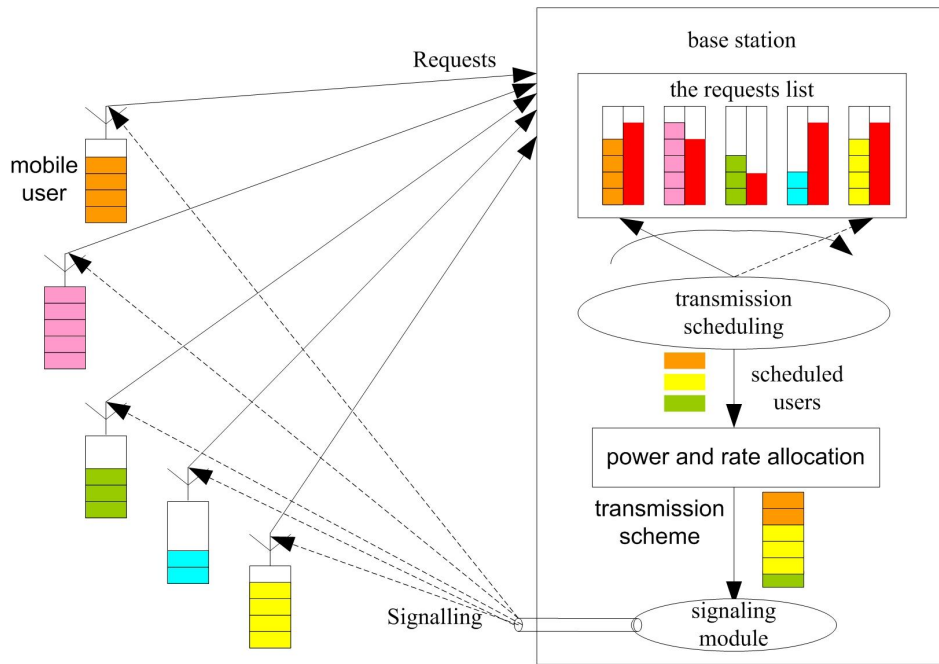 base station
Requests
the requests list
mobile
user
transmission
scheduling
scheduled
users
power and rate allocation
transmission
scheme
Signalling
signaling
module